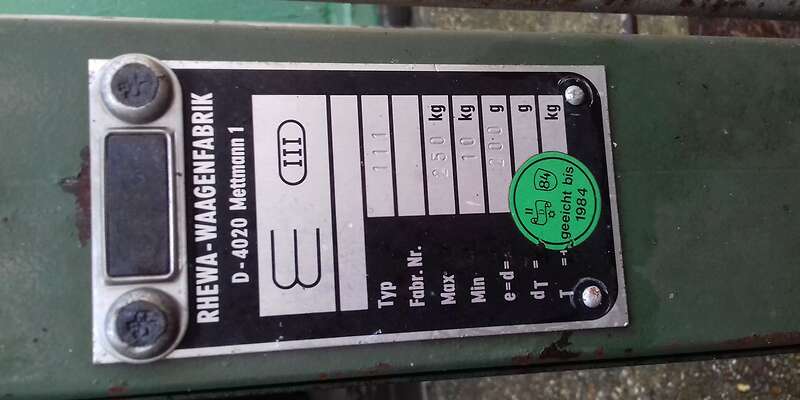 RHEWA-WAAGENFABRIK
D-4020 Mettmann 1
III
Typ 111
Fabr. Nr.
Max 250 kg
Min 10 kg
e=d= 200 g
dT = g
T = kg
84
geeicht bis
1984